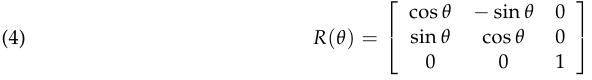 (4) R(θ) = [ cos θ − sin θ 0
sin θ cos θ 0
0 0 1 ]